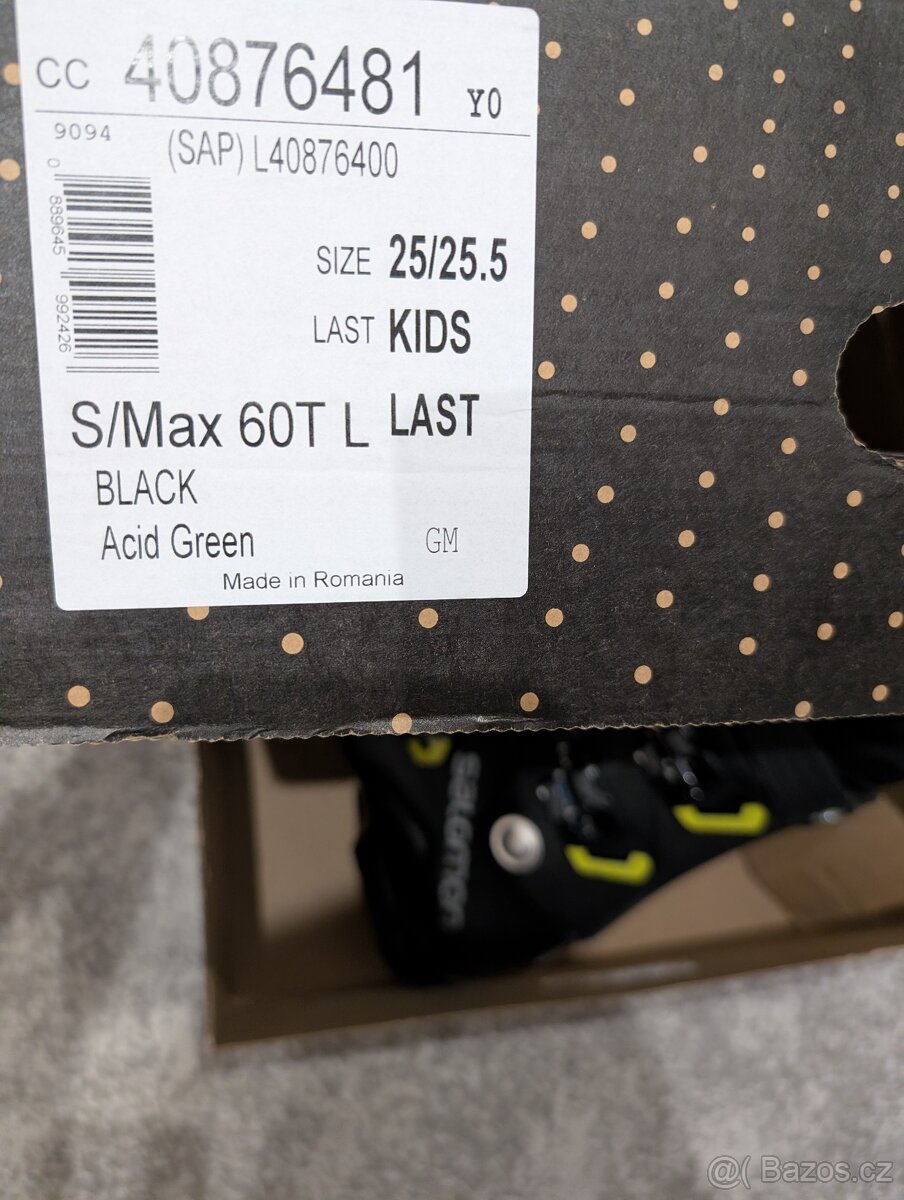 CC 40876481 Y0
9094
(SAP) L40876400
0 889645 992426
SIZE 25/25.5
LAST KIDS
S/Max 60T L LAST
BLACK
Acid Green GM
Made in Romania
salomon
@( Bazos.cz